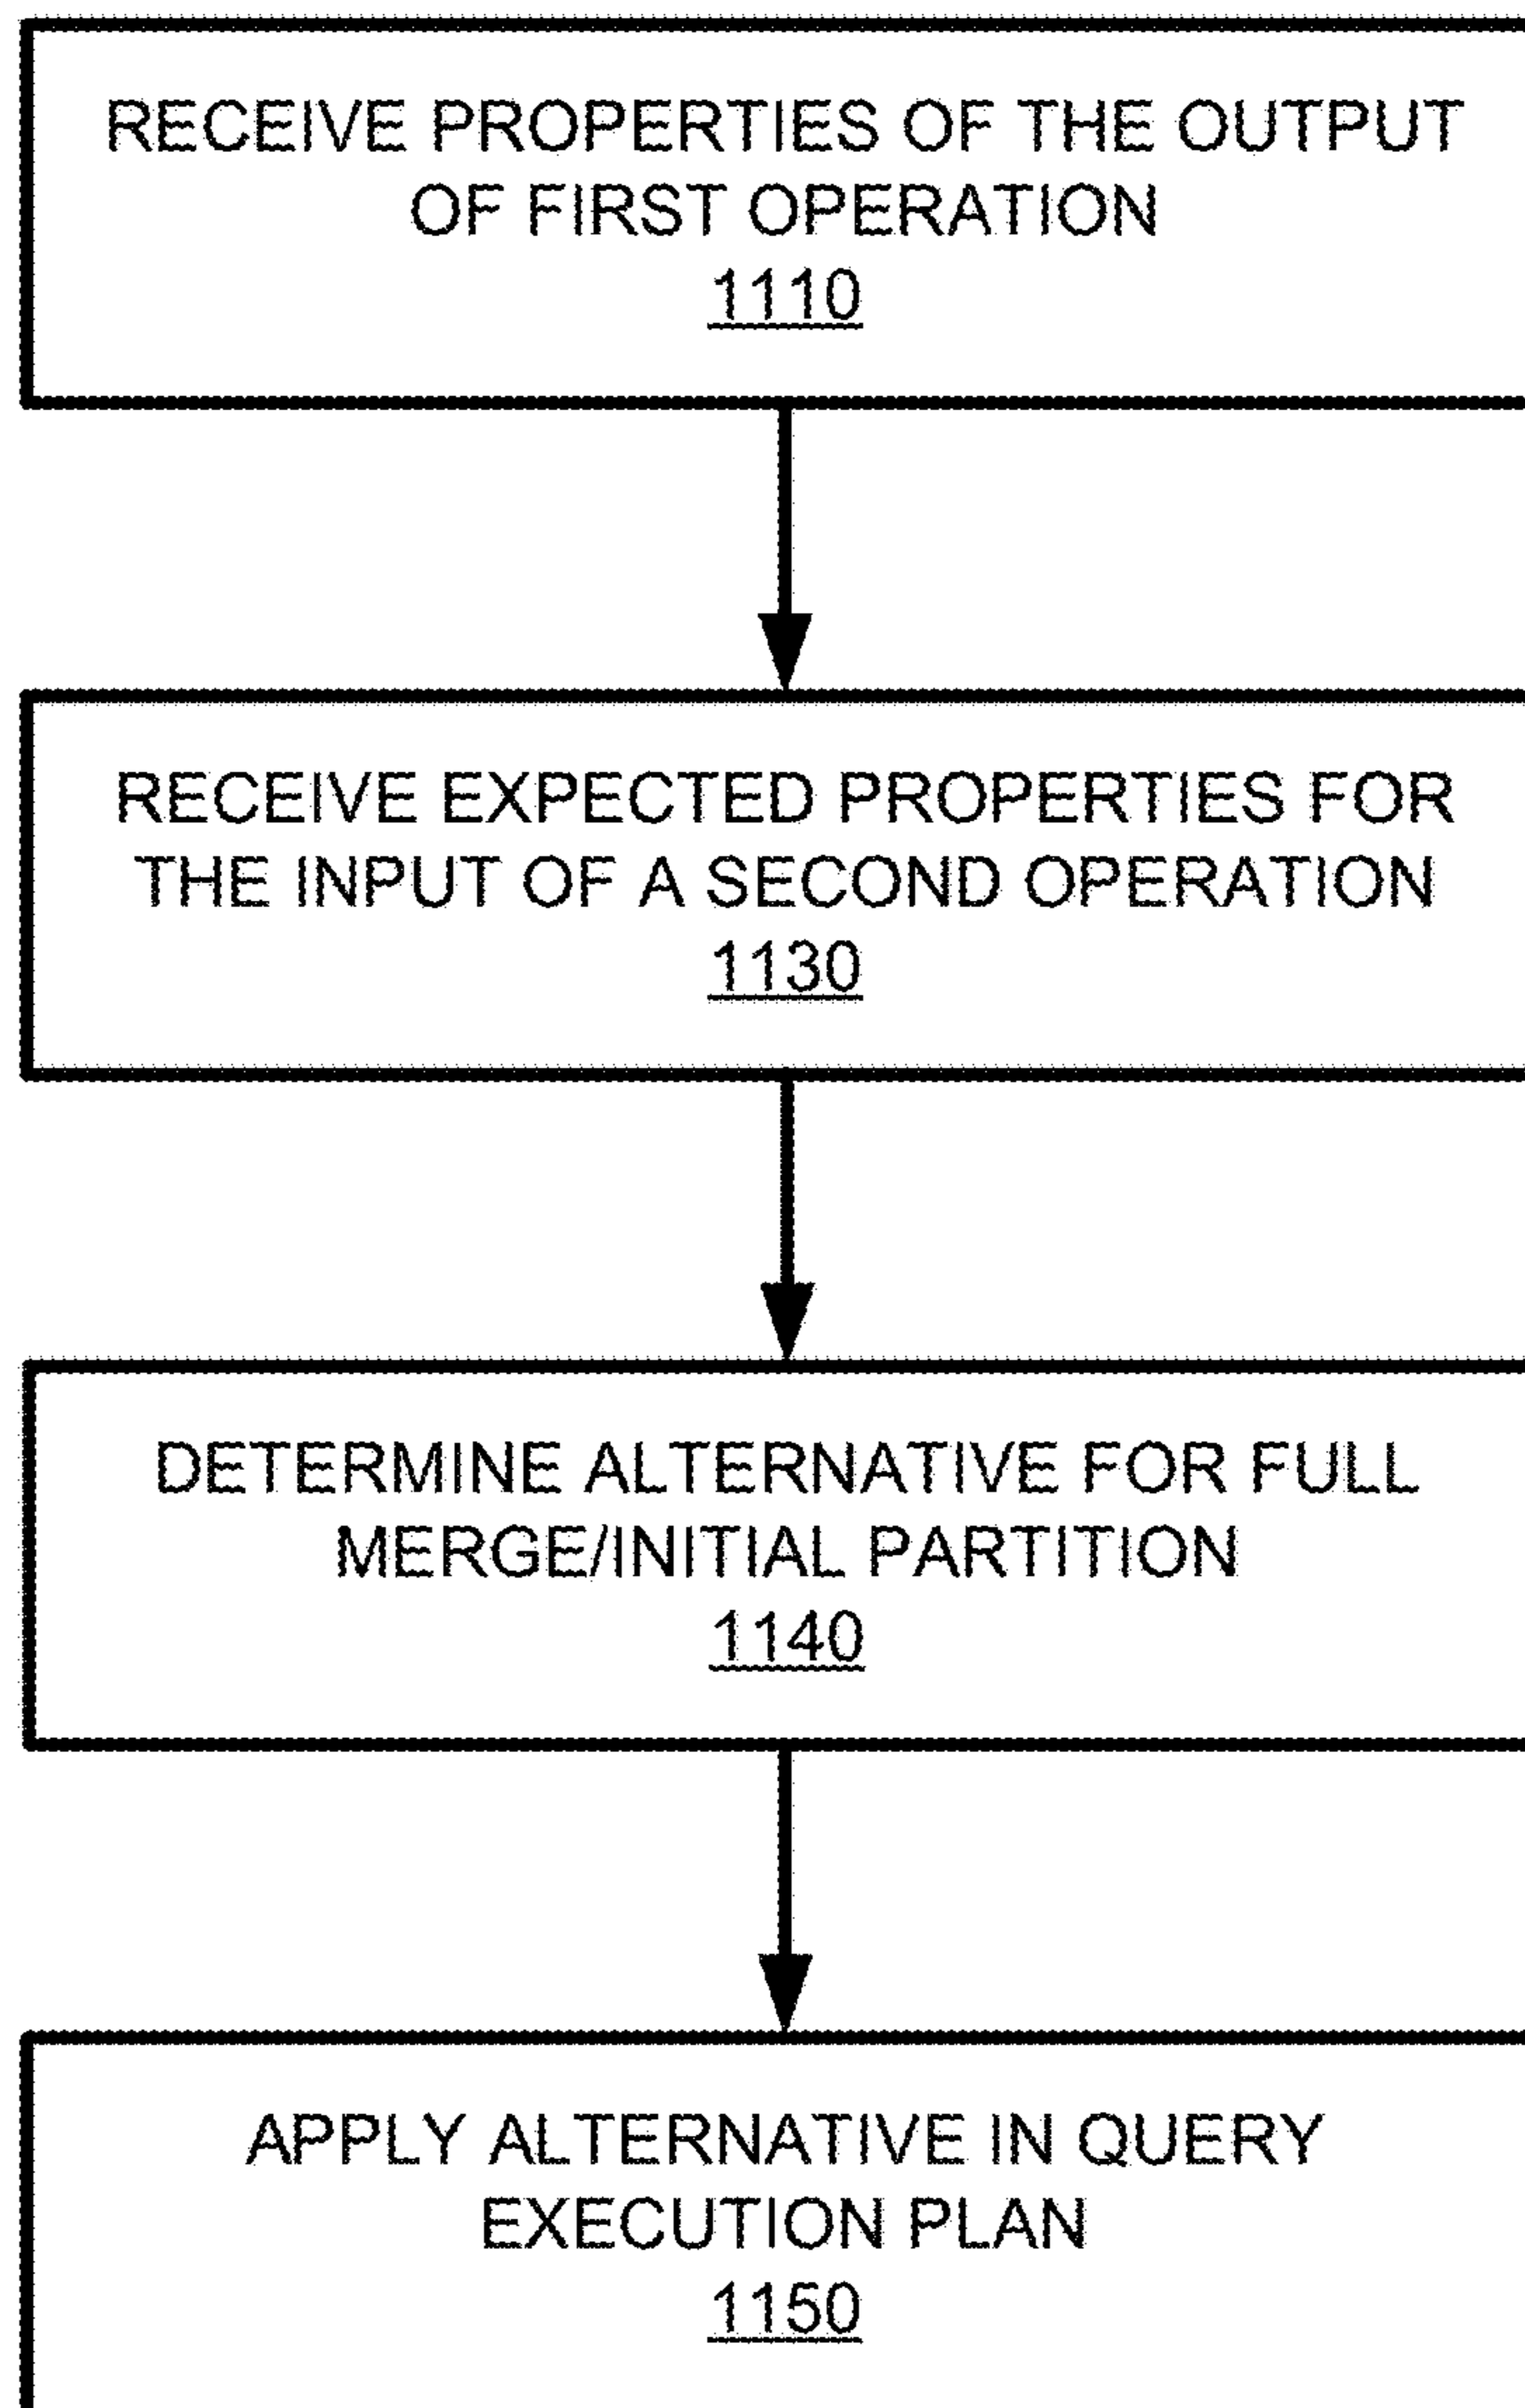 RECEIVE PROPERTIES OF THE OUTPUT
OF FIRST OPERATION
1110
RECEIVE EXPECTED PROPERTIES FOR
THE INPUT OF A SECOND OPERATION
1130
DETERMINE ALTERNATIVE FOR FULL
MERGE/INITIAL PARTITION
1140
APPLY ALTERNATIVE IN QUERY
EXECUTION PLAN
1150